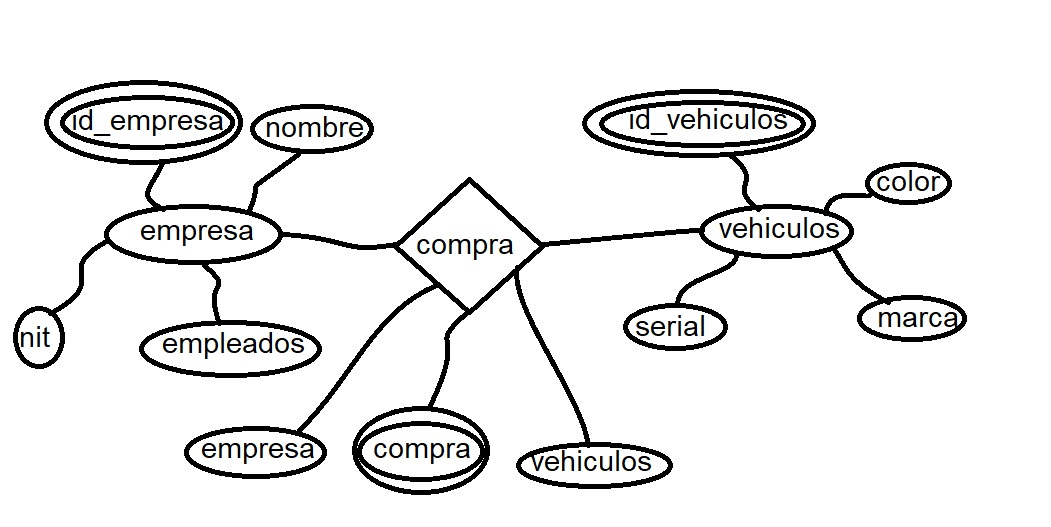 id_empresa
nombre
id_vehiculos
color
empresa
compra
vehiculos
nit
empleados
serial
marca
empresa
compra
vehiculos